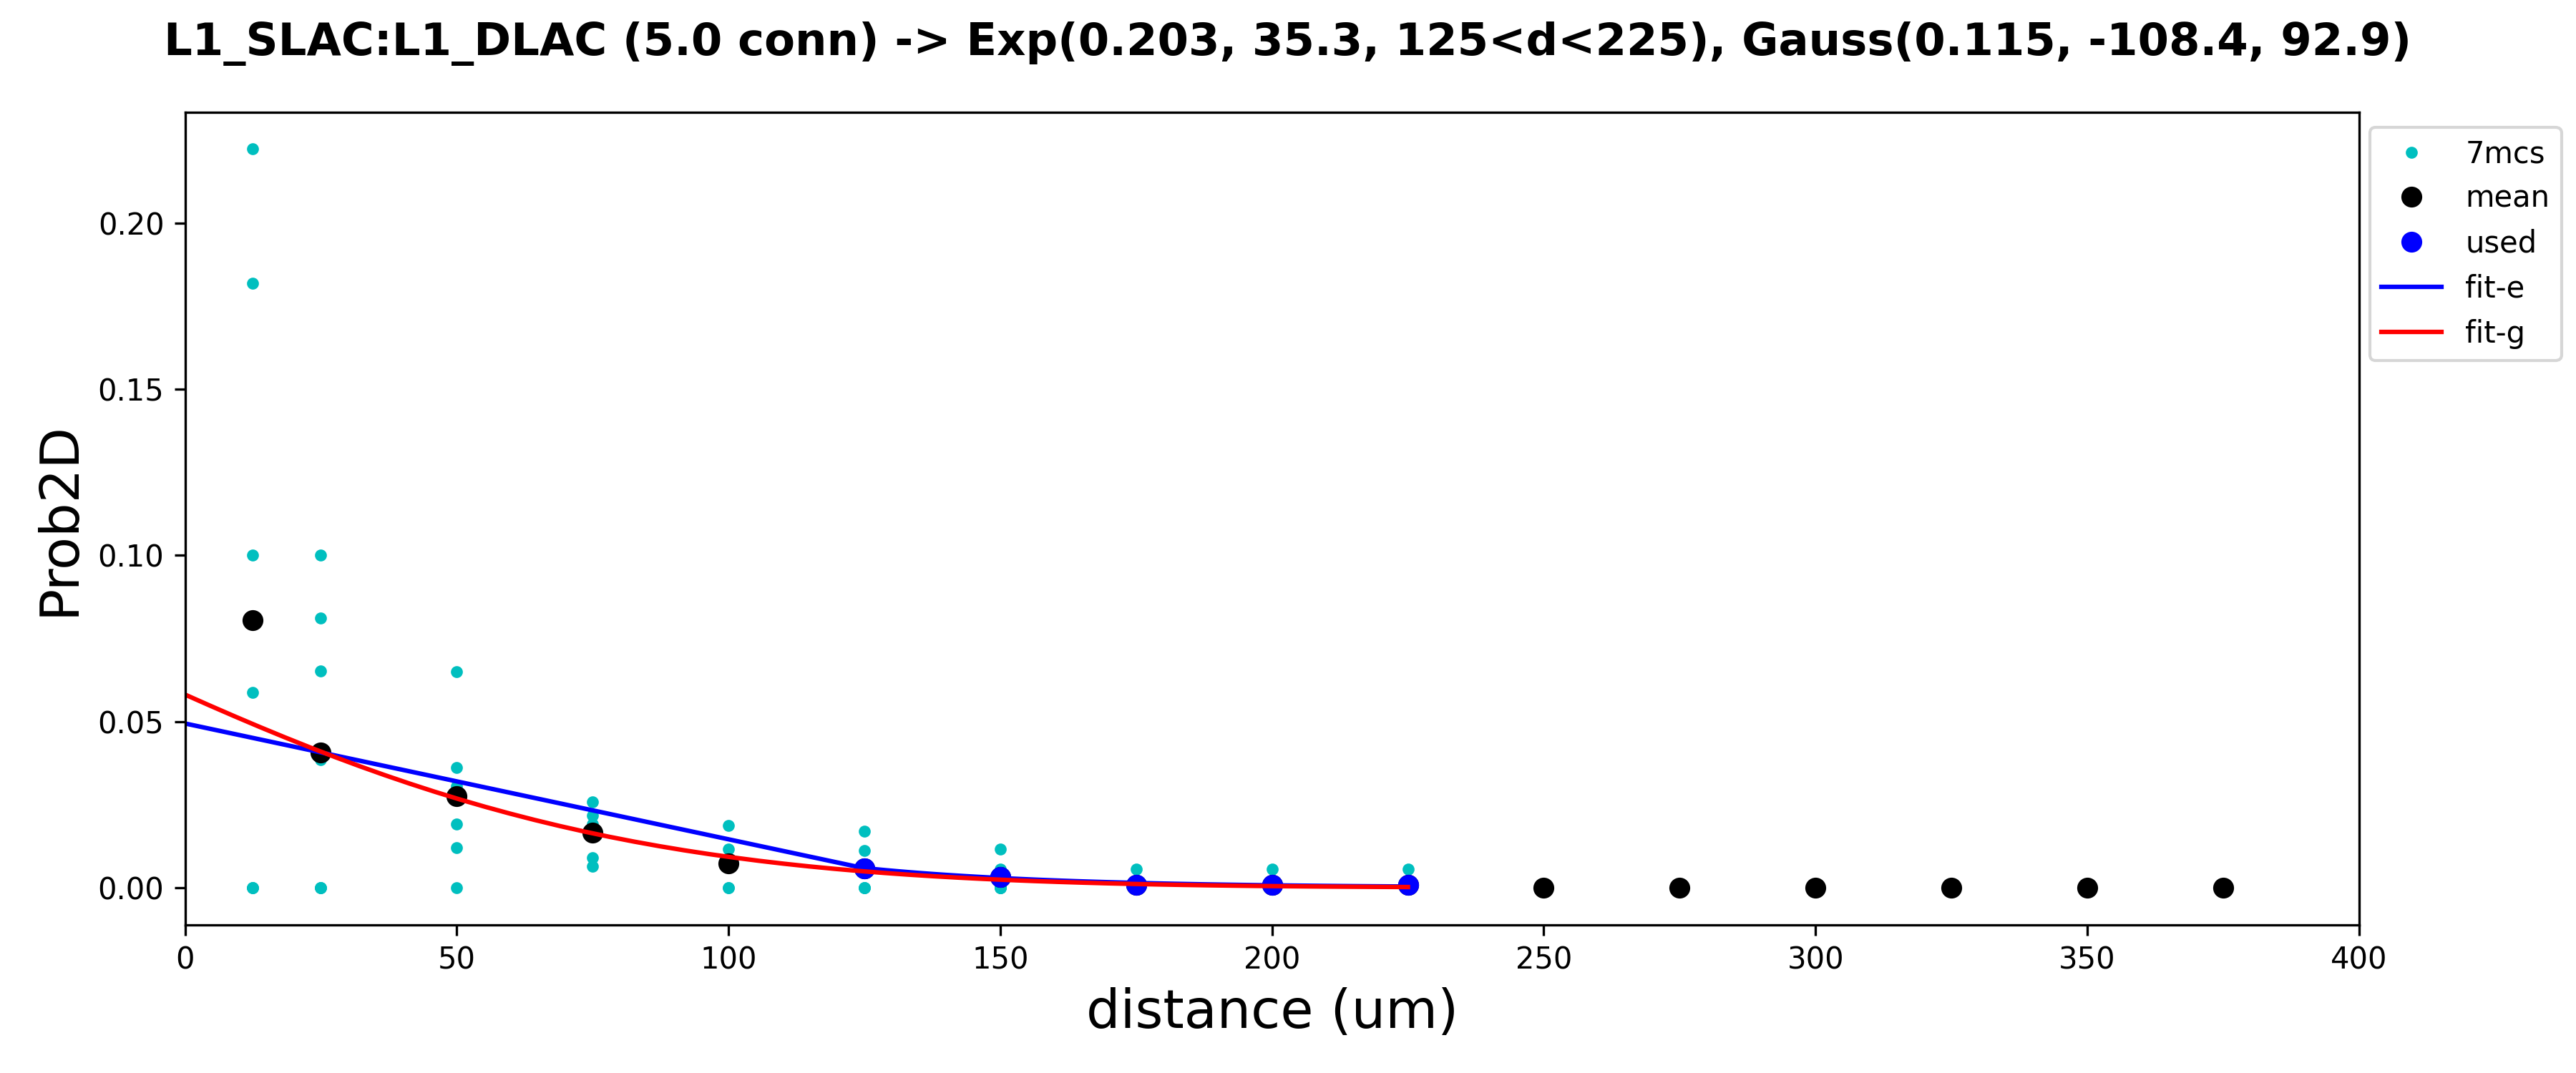 L1_SLAC:L1_DLAC (5.0 conn) -> Exp(0.203, 35.3, 125<d<225), Gauss(0.115, -108.4, 92.9)
7mcs
mean
used
fit-e
fit-g
0.20
0.15
0.10
0.05
0.00
Prob2D
0 50 100 150 200 250 300 350 400
distance (um)